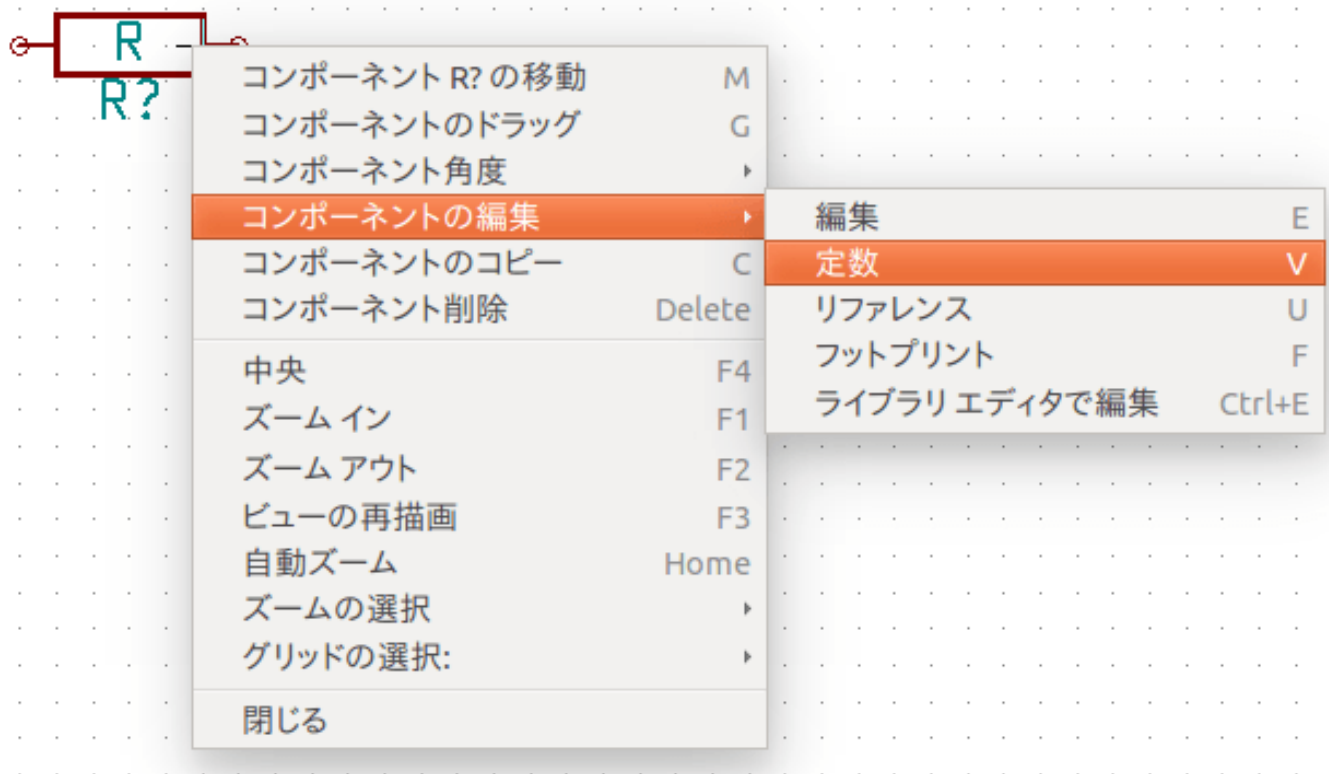 R
R?
コンポーネント R? の移動 M
コンポーネントのドラッグ G
コンポーネント角度
コンポーネントの編集
コンポーネントのコピー C
コンポーネント削除 Delete
中央 F4
ズーム イン F1
ズーム アウト F2
ビューの再描画 F3
自動ズーム Home
ズームの選択
グリッドの選択:
閉じる
編集 E
定数 V
リファレンス U
フットプリント F
ライブラリ エディタで編集 Ctrl+E